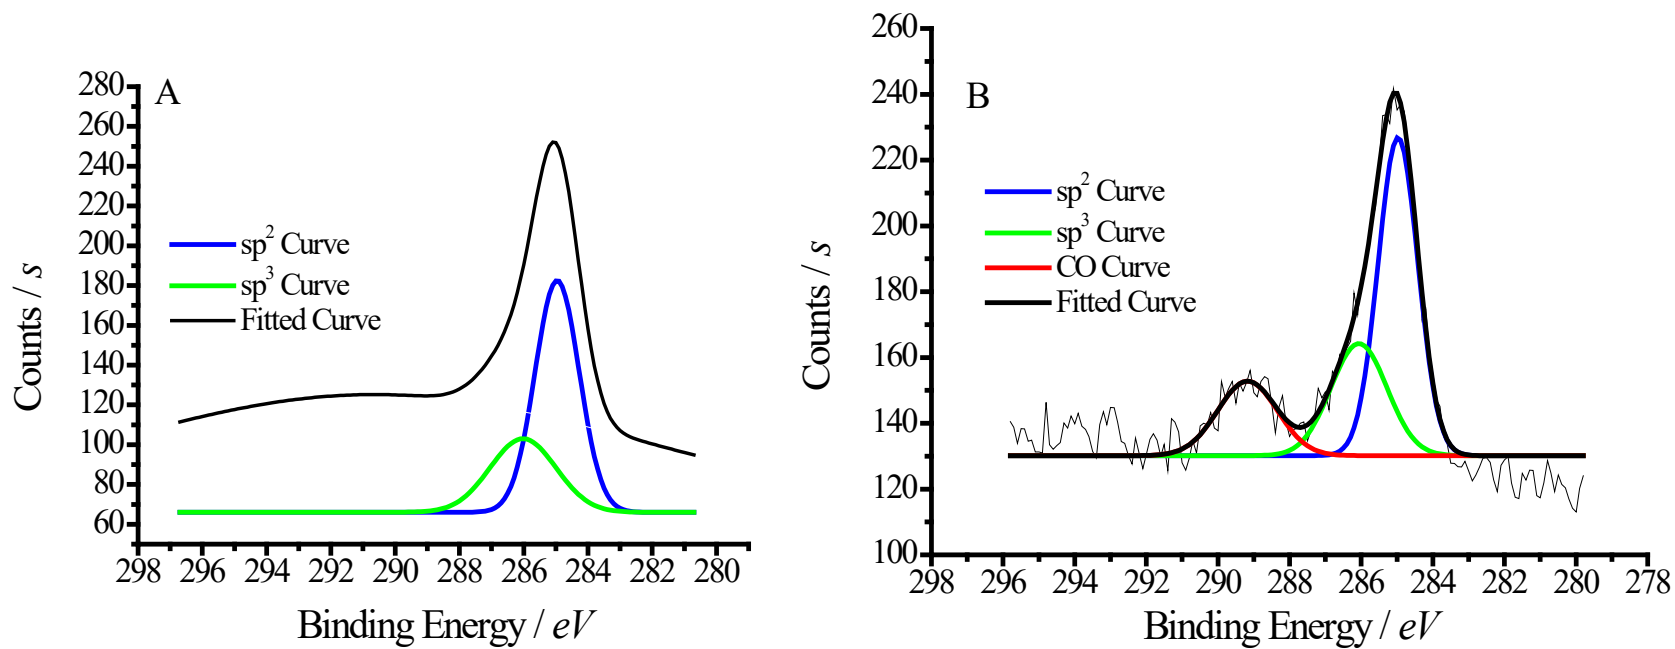 A
280
260
240
220
200
180
160
140
120
100
80
60
Counts / s
sp² Curve
sp³ Curve
Fitted Curve
298 296 294 292 290 288 286 284 282 280
Binding Energy / eV
B
260
240
220
200
180
160
140
120
100
Counts / s
sp² Curve
sp³ Curve
CO Curve
Fitted Curve
298 296 294 292 290 288 286 284 282 280 278
Binding Energy / eV